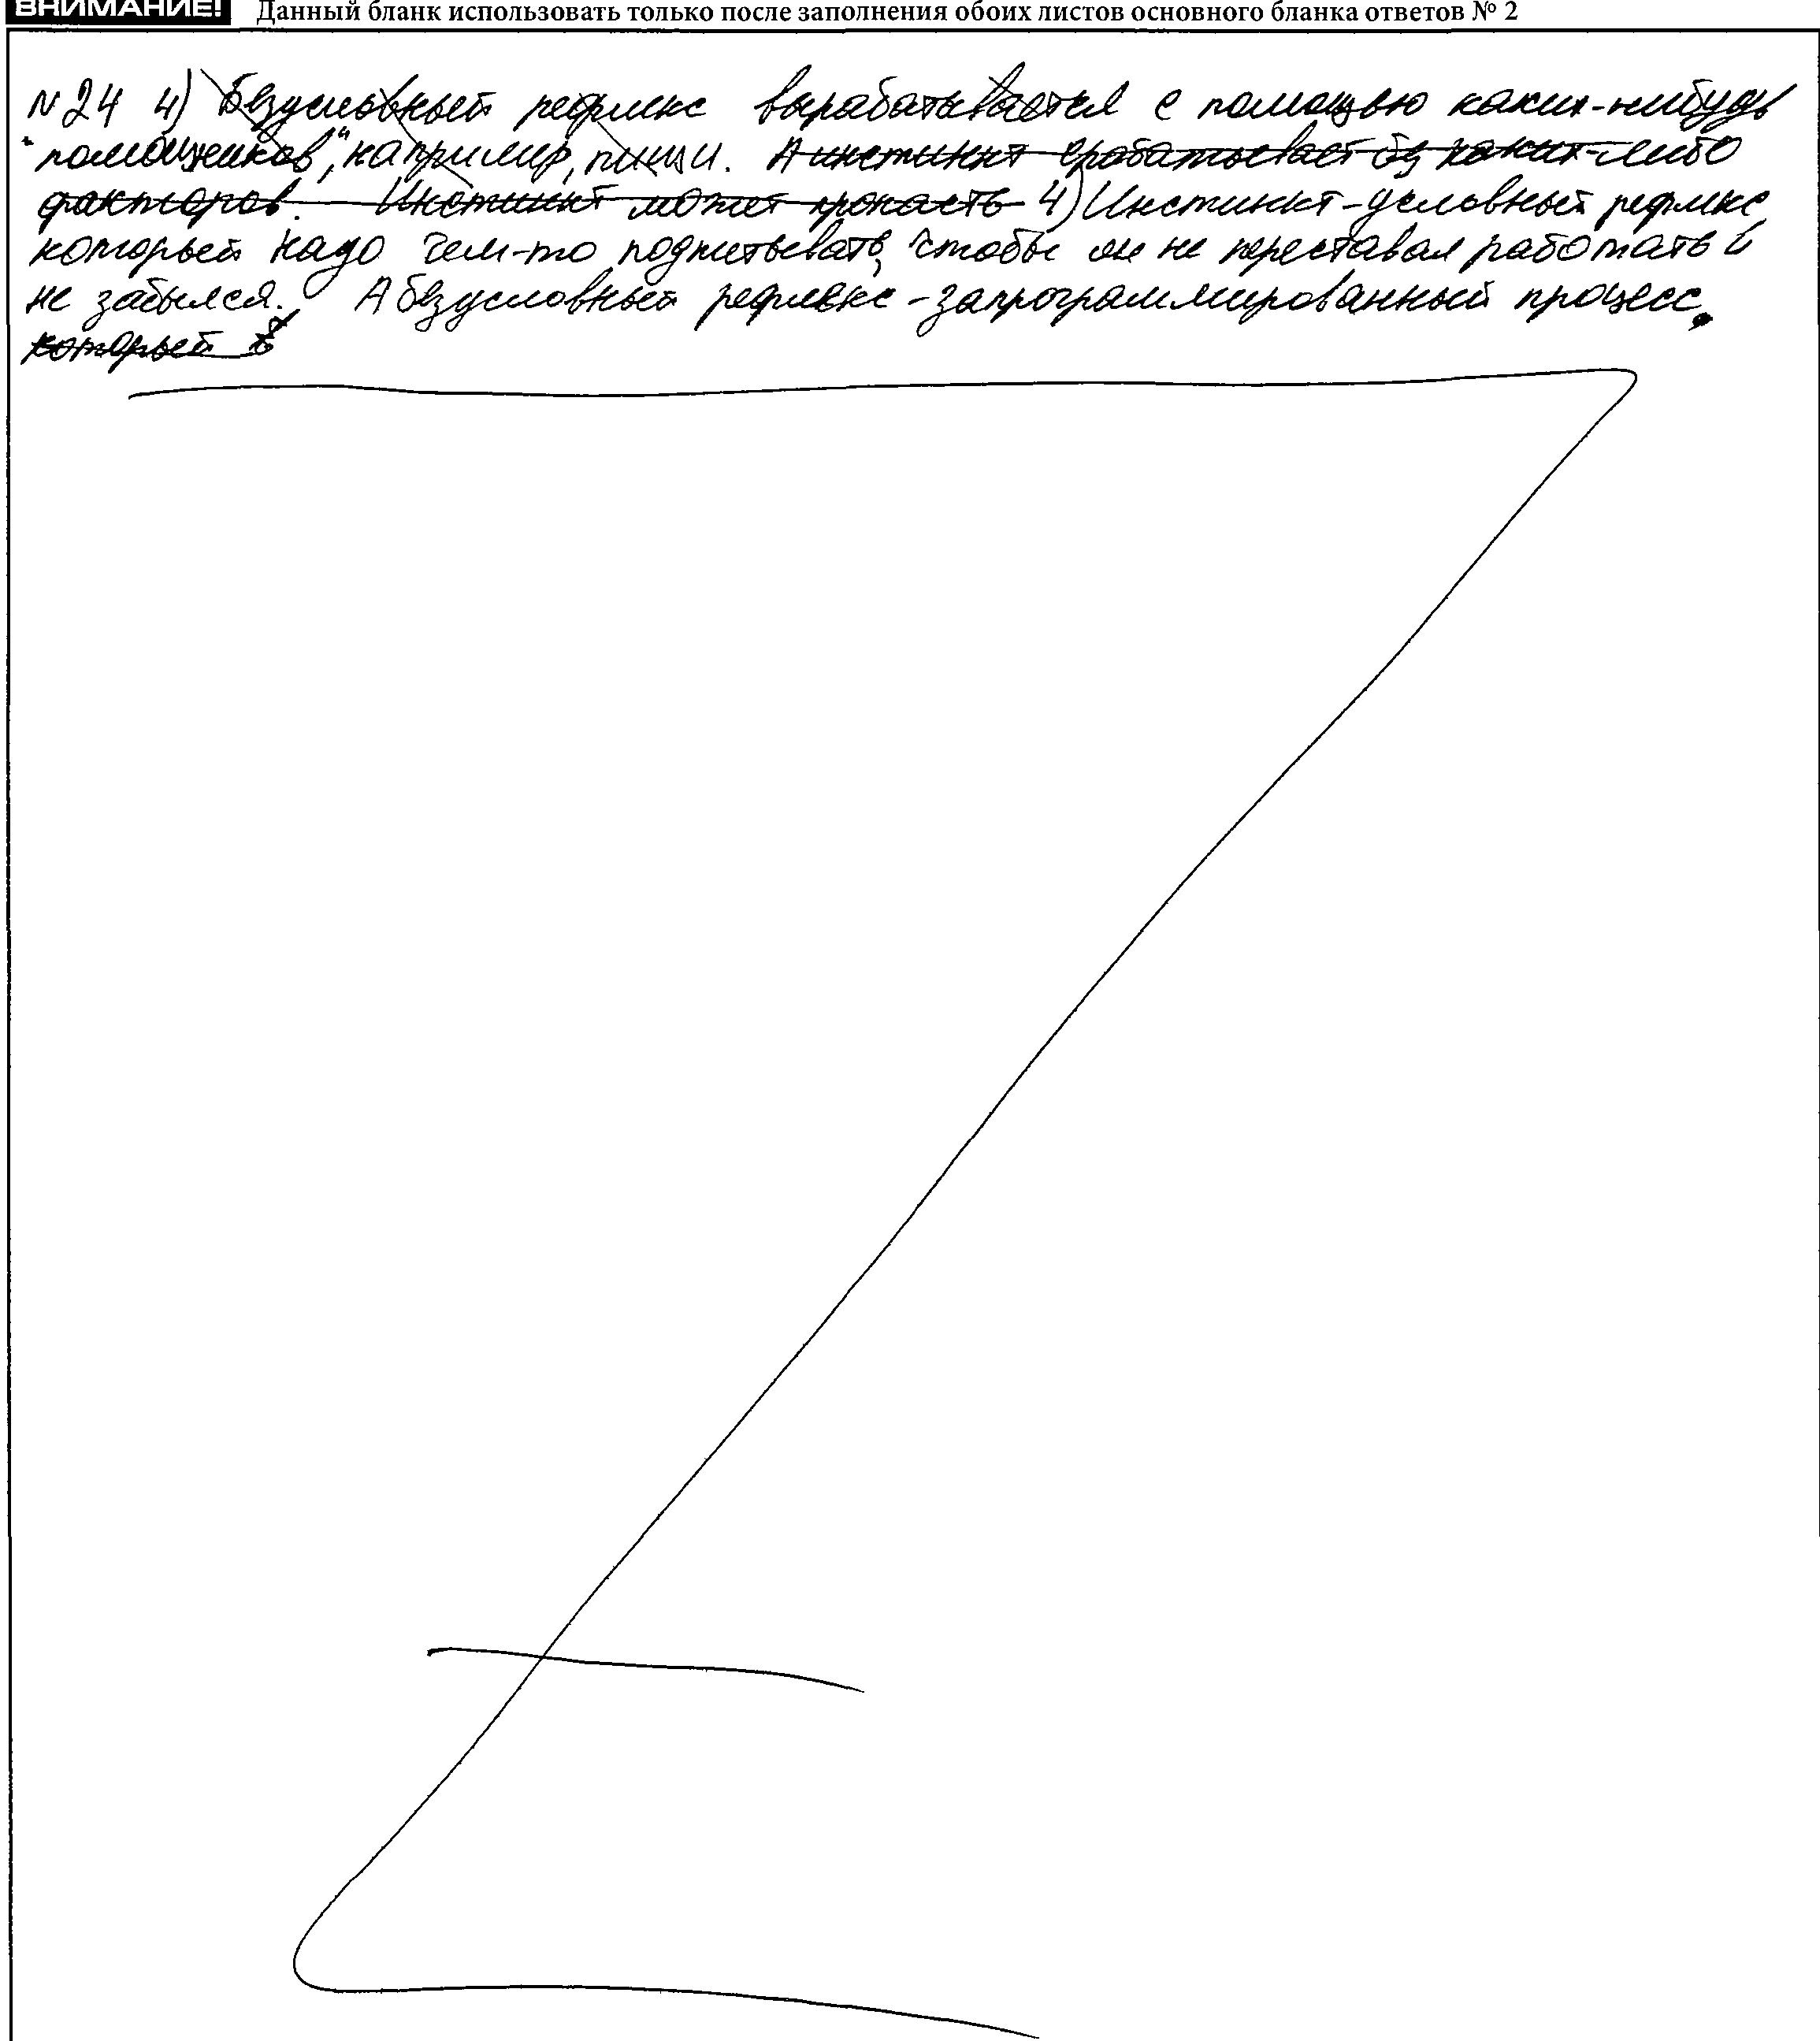 ВНИМАНИЕ! Данный бланк использовать только после заполнения обоих листов основного бланка ответов № 2
№24 4) Безусловный рефлекс вырабатывается с помощью каких-нибудь
"помощников", например, пищи. А инстинкт срабатывает без каких-либо
факторов. Инстинкт может пропасть 4) Инстинкт-условный рефлекс,
который надо чем-то подпитывать, чтобы он не переставал работать и
не забылся. А безусловный рефлекс - запрограммированный процесс.
который